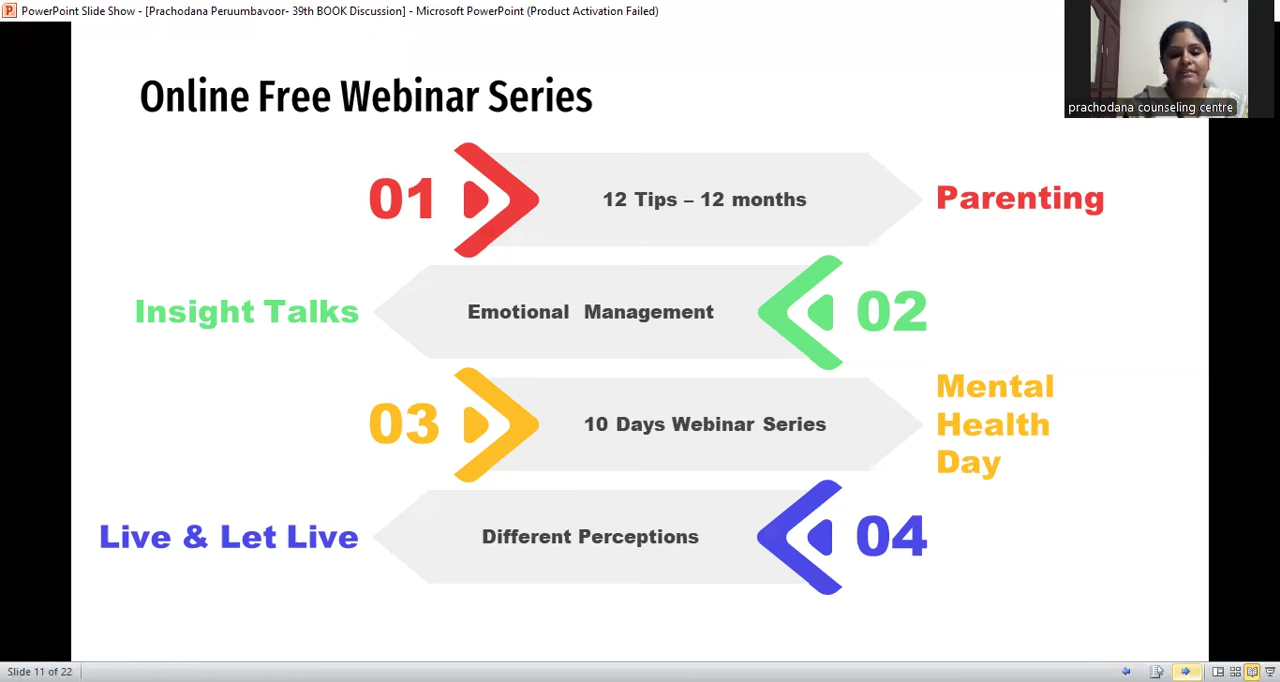 PowerPoint Slide Show - [Prachodana Peruumbavoor- 39th BOOK Discussion] - Microsoft PowerPoint (Product Activation Failed)
prachodana counseling centre
Online Free Webinar Series
01
12 Tips – 12 months
Parenting
Insight Talks
Emotional Management
02
03
10 Days Webinar Series
Mental
Health
Day
Live & Let Live
Different Perceptions
04
Slide 11 of 22